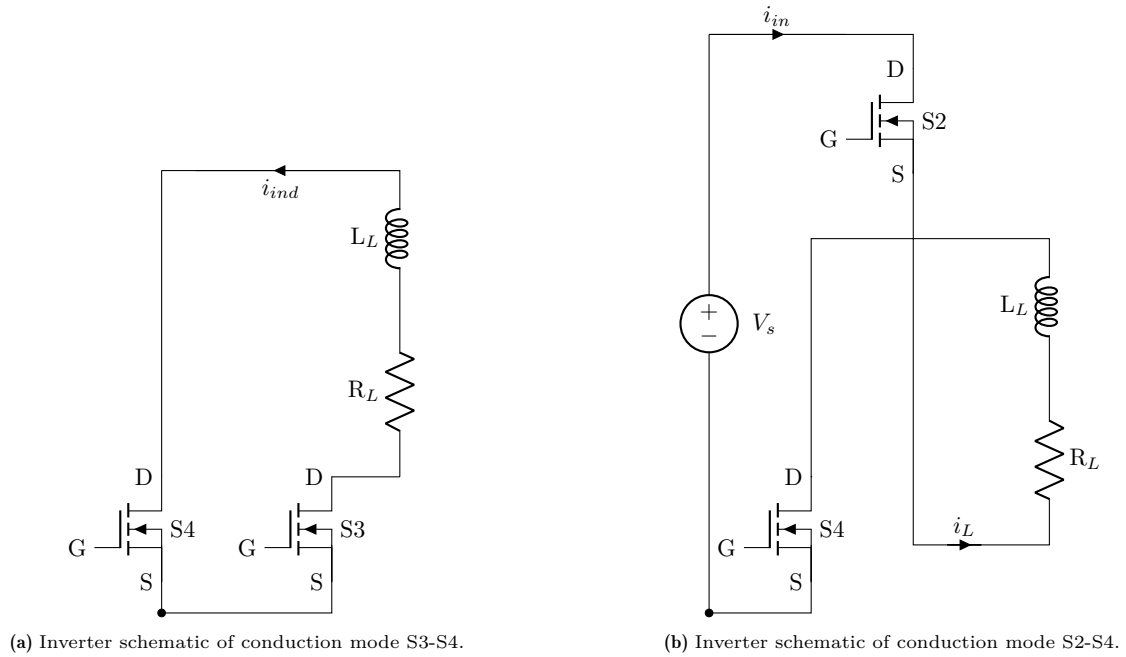 i_in
D
G
S2
S
i_ind
L_L
R_L
D
D
G
S4
G
S3
S
S
L_L
+
−
V_s
R_L
D
G
S4
S
i_L
(a) Inverter schematic of conduction mode S3-S4.
(b) Inverter schematic of conduction mode S2-S4.